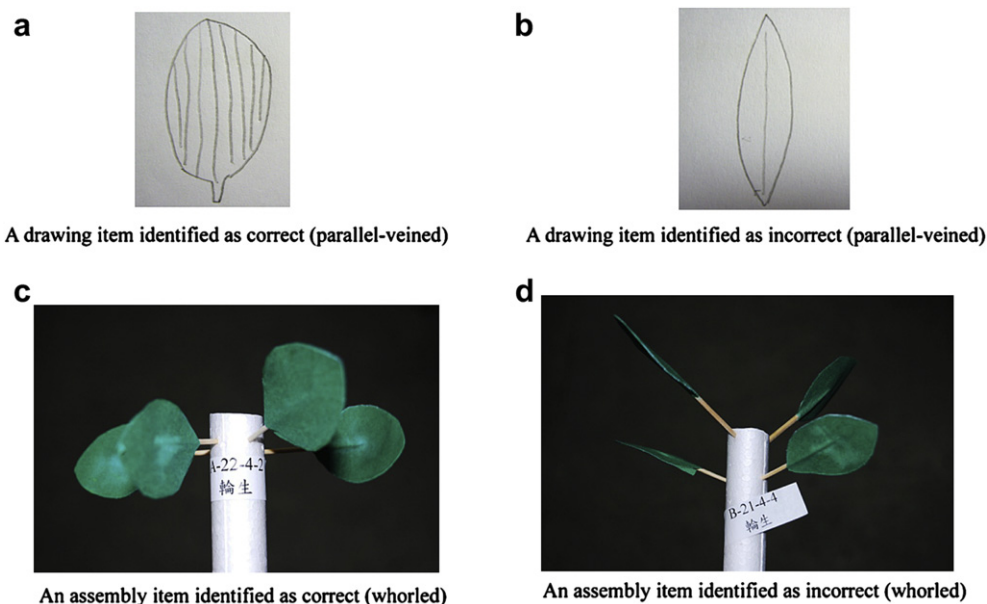 a
b
A drawing item identified as correct (parallel-veined)
A drawing item identified as incorrect (parallel-veined)
c
d
A-22-4-2
輪生
B-21-4-4
輪生
An assembly item identified as correct (whorled)
An assembly item identified as incorrect (whorled)